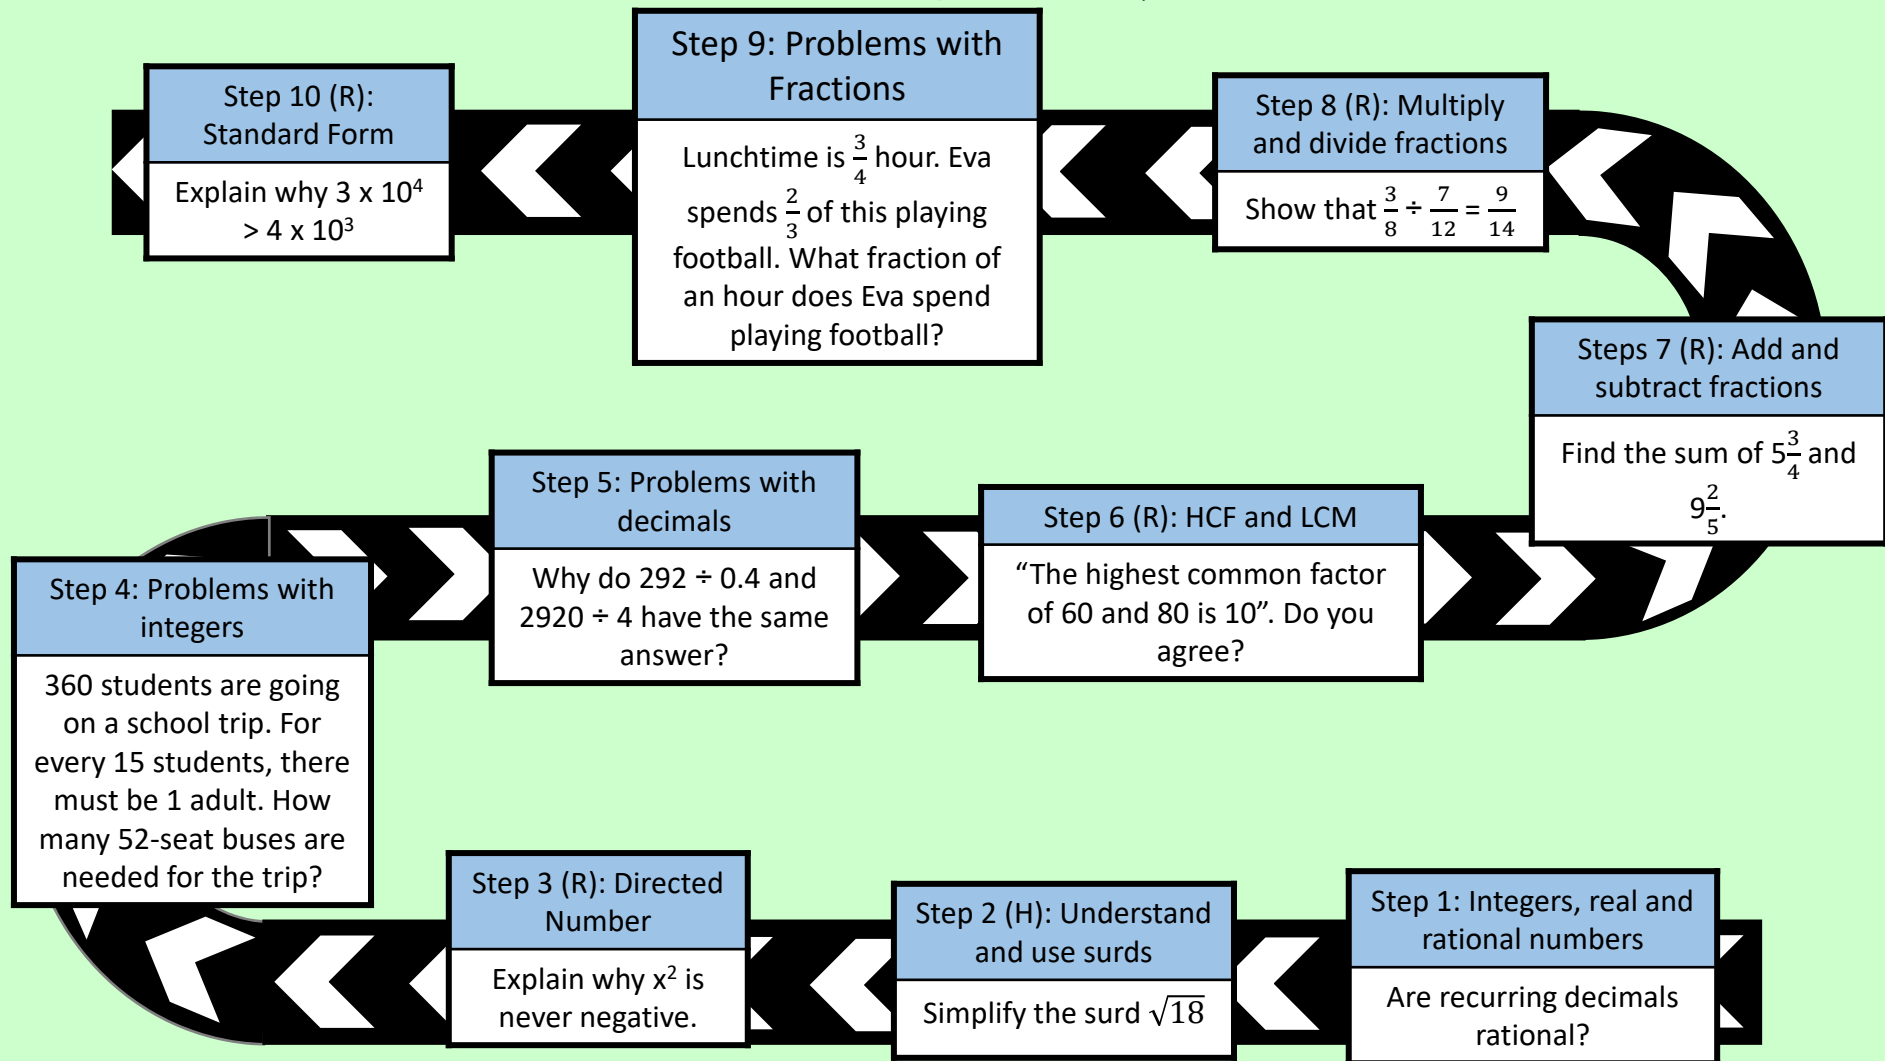 Step 10 (R):
Standard Form
Explain why 3 x 10⁴
> 4 x 10³
Step 9: Problems with
Fractions
Lunchtime is 3/4 hour. Eva
spends 2/3 of this playing
football. What fraction of
an hour does Eva spend
playing football?
Step 8 (R): Multiply
and divide fractions
Show that 3/8 ÷ 7/12 = 9/14
Steps 7 (R): Add and
subtract fractions
Find the sum of 5 3/4 and
9 2/5.
Step 4: Problems with
integers
360 students are going
on a school trip. For
every 15 students, there
must be 1 adult. How
many 52-seat buses are
needed for the trip?
Step 5: Problems with
decimals
Why do 292 ÷ 0.4 and
2920 ÷ 4 have the same
answer?
Step 6 (R): HCF and LCM
“The highest common factor
of 60 and 80 is 10”. Do you
agree?
Step 3 (R): Directed
Number
Explain why x² is
never negative.
Step 2 (H): Understand
and use surds
Simplify the surd √18
Step 1: Integers, real and
rational numbers
Are recurring decimals
rational?